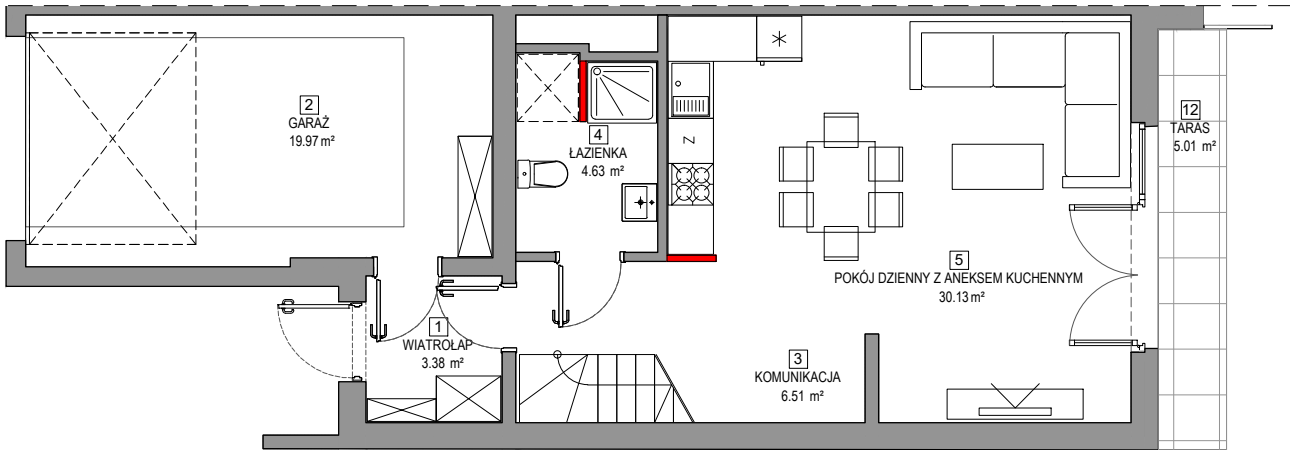 2
GARAŻ
19.97 m²
4
ŁAZIENKA
4.63 m²
Z
12
TARAS
5.01 m²
5
POKÓJ DZIENNY Z ANEKSEM KUCHENNYM
30.13 m²
1
WIATROŁAP
3.38 m²
3
KOMUNIKACJA
6.51 m²